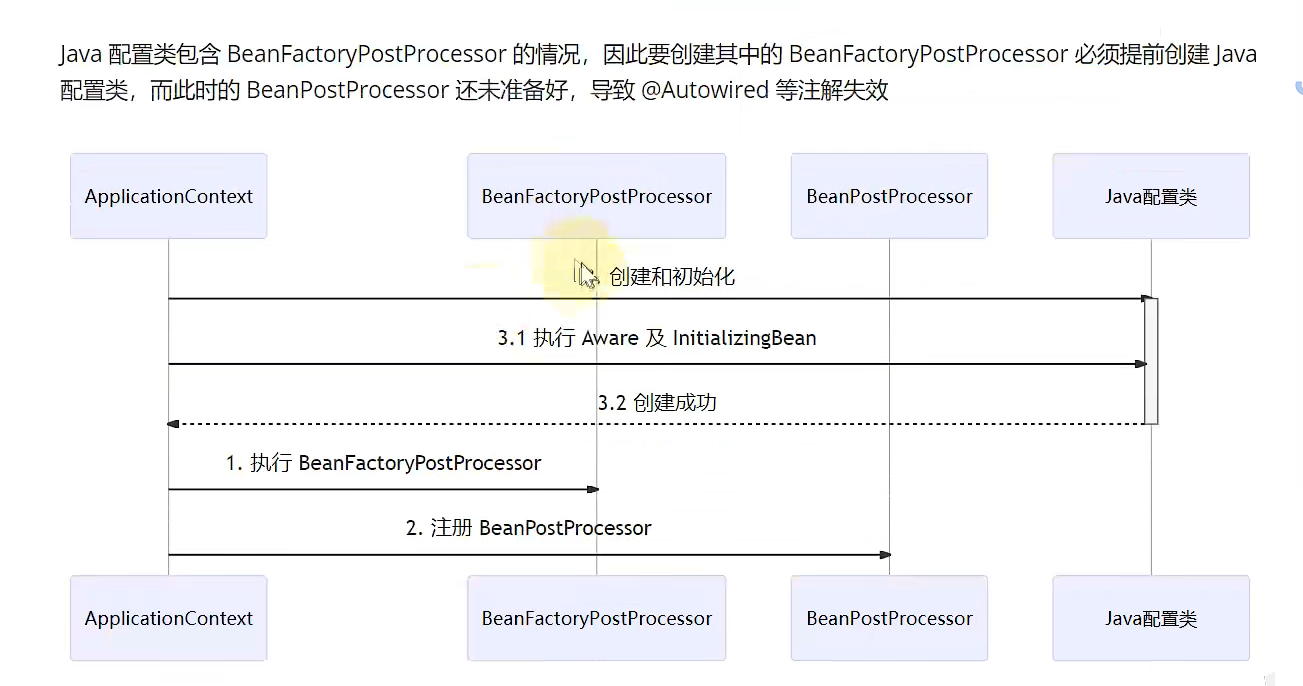 Java 配置类包含 BeanFactoryPostProcessor 的情况，因此要创建其中的 BeanFactoryPostProcessor 必须提前创建 Java
配置类，而此时的 BeanPostProcessor 还未准备好，导致 @Autowired 等注解失效
ApplicationContext
BeanFactoryPostProcessor
BeanPostProcessor
Java配置类
创建和初始化
3.1 执行 Aware 及 InitializingBean
3.2 创建成功
1. 执行 BeanFactoryPostProcessor
2. 注册 BeanPostProcessor
ApplicationContext
BeanFactoryPostProcessor
BeanPostProcessor
Java配置类